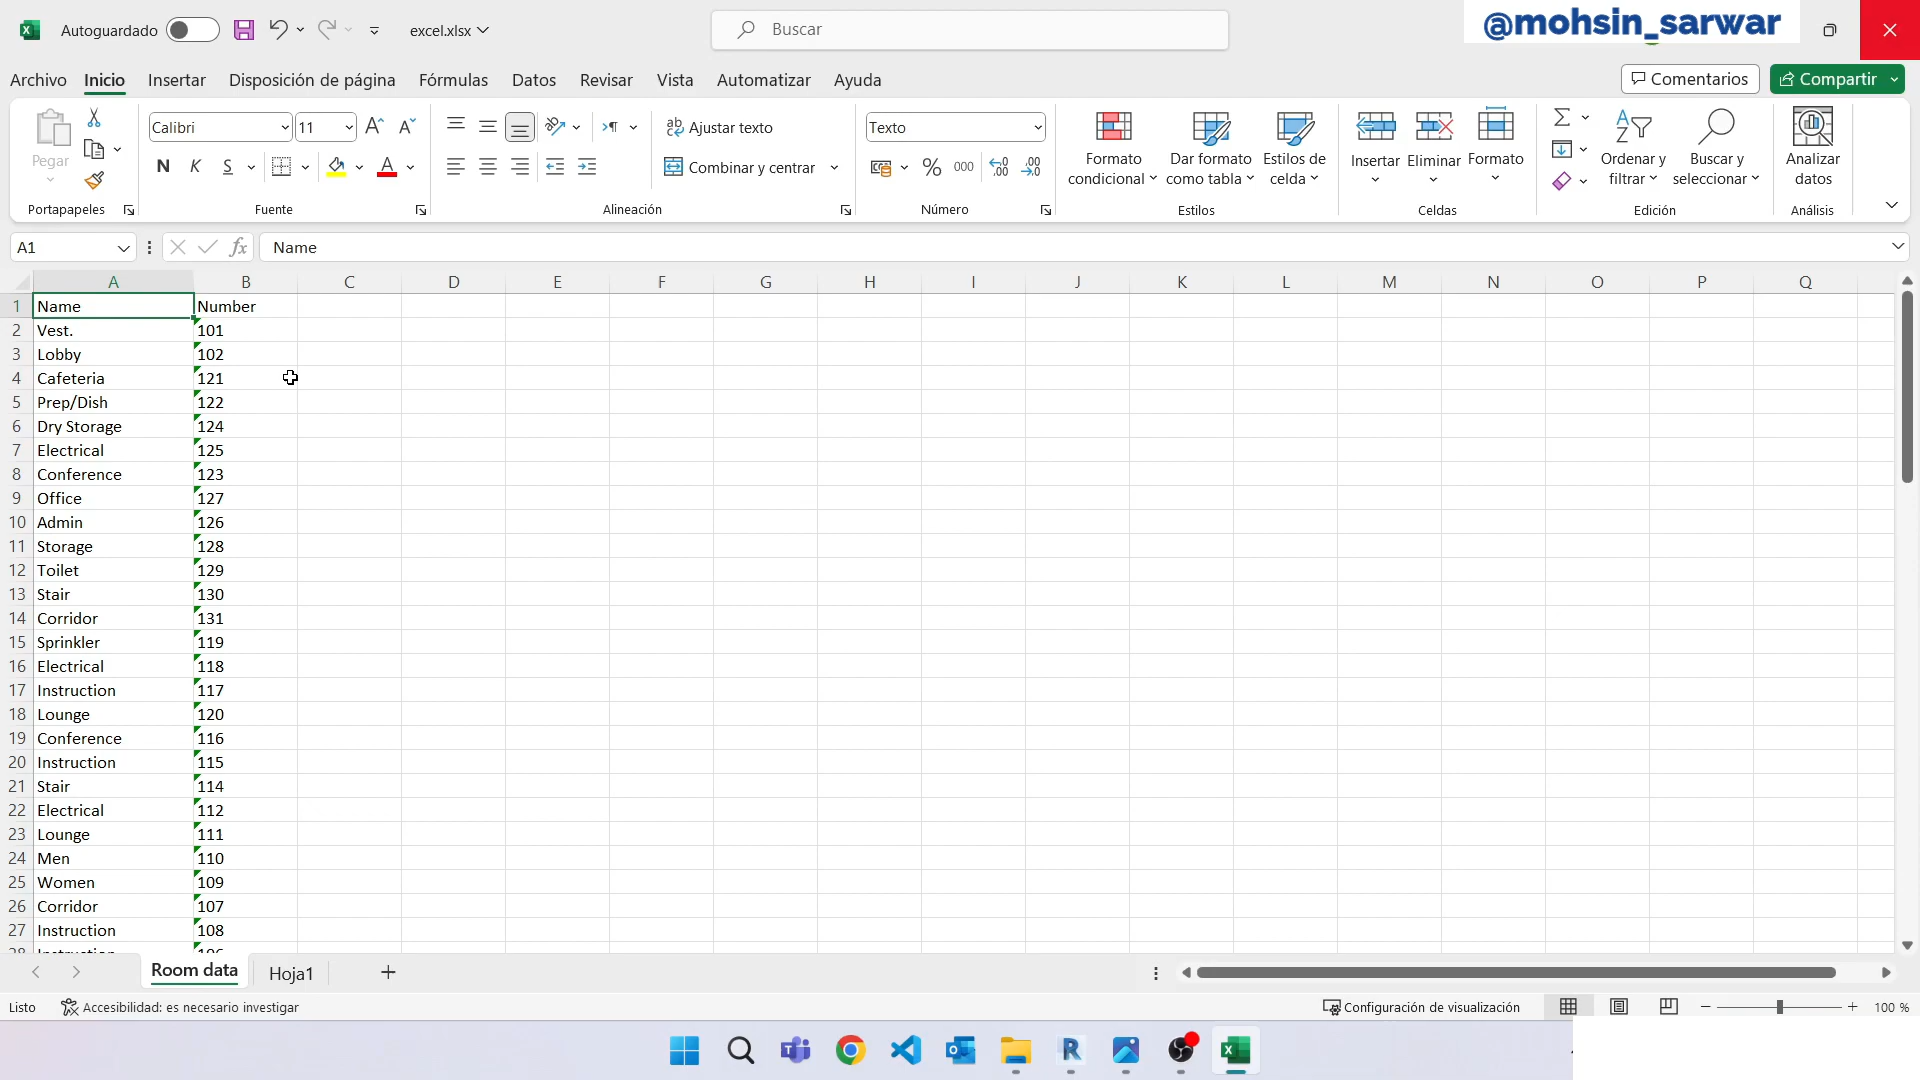 Autoguardado
excel.xlsx
Buscar
@mohsin_sarwar
Archivo Inicio Insertar Disposición de página Fórmulas Datos Revisar Vista Automatizar Ayuda
Comentarios
Compartir
Pegar
Portapapeles
Calibri
11
N K S
Fuente
Ajustar texto
Combinar y centrar
Alineación
Texto
% 000
Número
Formato condicional
Dar formato como tabla
Estilos de celda
Estilos
Insertar
Eliminar
Formato
Celdas
Ordenar y filtrar
Buscar y seleccionar
Edición
Analizar datos
Análisis
A1
fx
Name
A B C D E F G H I J K L M N O P Q
1 Name Number
2 Vest. 101
3 Lobby 102
4 Cafeteria 121
5 Prep/Dish 122
6 Dry Storage 124
7 Electrical 125
8 Conference 123
9 Office 127
10 Admin 126
11 Storage 128
12 Toilet 129
13 Stair 130
14 Corridor 131
15 Sprinkler 119
16 Electrical 118
17 Instruction 117
18 Lounge 120
19 Conference 116
20 Instruction 115
21 Stair 114
22 Electrical 112
23 Lounge 111
24 Men 110
25 Women 109
26 Corridor 107
27 Instruction 108
Room data Hoja1
Listo
Accesibilidad: es necesario investigar
Configuración de visualización
100 %